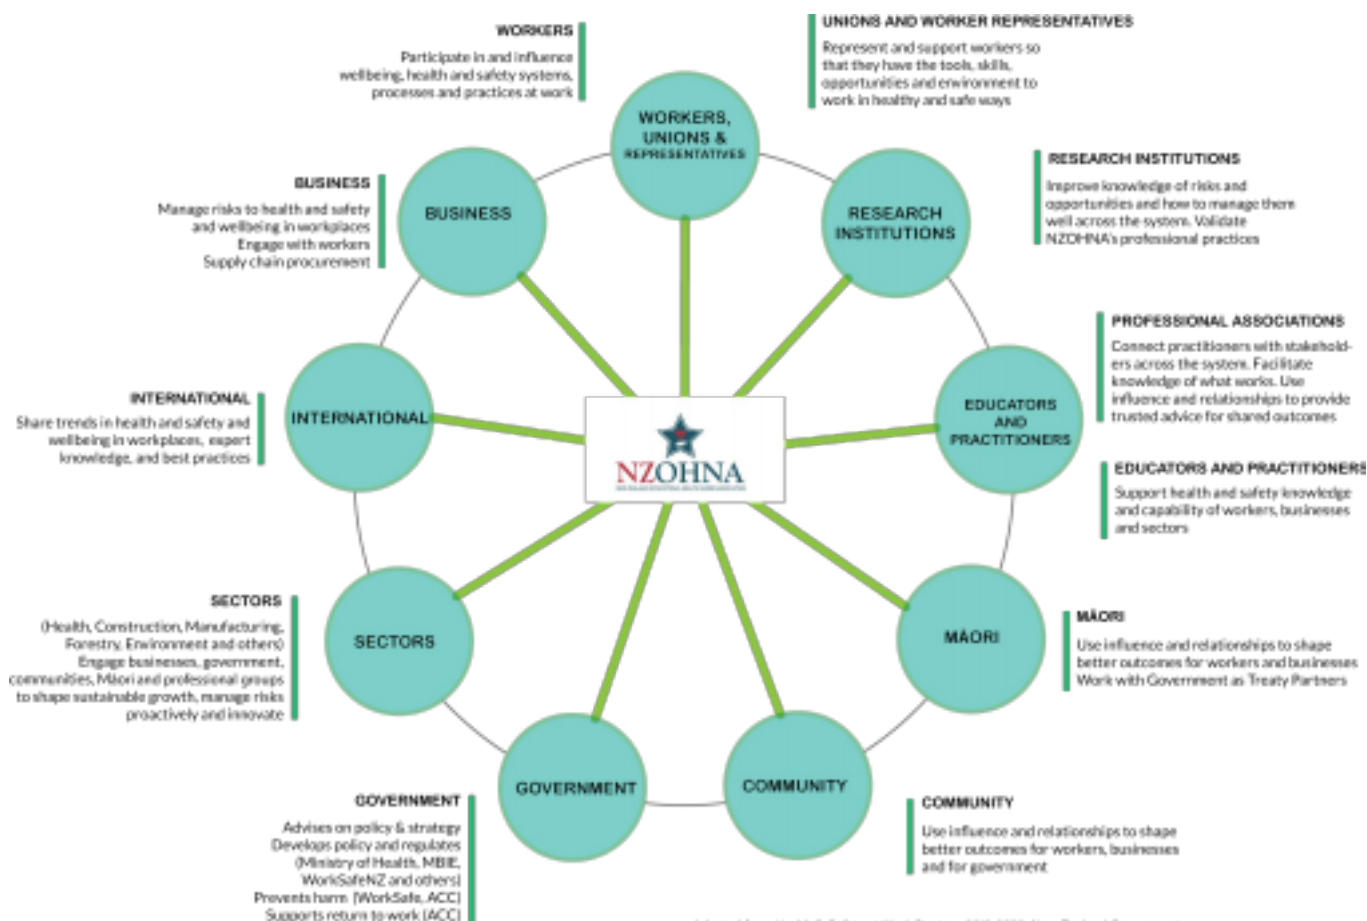 WORKERS
Participate in and influence
wellbeing, health and safety systems,
processes and practices at work
UNIONS AND WORKER REPRESENTATIVES
Represent and support workers so
that they have the tools, skills,
opportunities and environment to
work in healthy and safe ways
WORKERS,
UNIONS &
REPRESENTATIVES
BUSINESS
Manage risks to health and safety
and wellbeing in workplaces
Engage with workers
Supply chain procurement
BUSINESS
RESEARCH
INSTITUTIONS
RESEARCH INSTITUTIONS
Improve knowledge of risks and
opportunities and how to manage them
well across the system. Validate
NZOHNA's professional practices
PROFESSIONAL ASSOCIATIONS
Connect practitioners with stakehold-
ers across the system. Facilitate
knowledge of what works. Use
influence and relationships to provide
trusted advice for shared outcomes
INTERNATIONAL
Share trends in health and safety and
wellbeing in workplaces, expert
knowledge, and best practices
INTERNATIONAL
NZOHNA
EDUCATORS
AND
PRACTITIONERS
EDUCATORS AND PRACTITIONERS
Support health and safety knowledge
and capability of workers, businesses
and sectors
SECTORS
(Health, Construction, Manufacturing,
Forestry, Environment and others)
Engage businesses, government,
communities, Māori and professional groups
to shape sustainable growth, manage risks
proactively and innovate
SECTORS
MĀORI
MĀORI
Use influence and relationships to shape
better outcomes for workers and businesses
Work with Government as Treaty Partners
GOVERNMENT
COMMUNITY
GOVERNMENT
Advises on policy & strategy
Develops policy and regulates
(Ministry of Health, MBIE,
WorkSafeNZ and others)
Prevents harm (WorkSafe, ACC)
Supports return to work (ACC)
COMMUNITY
Use influence and relationships to shape
better outcomes for workers, businesses
and for government